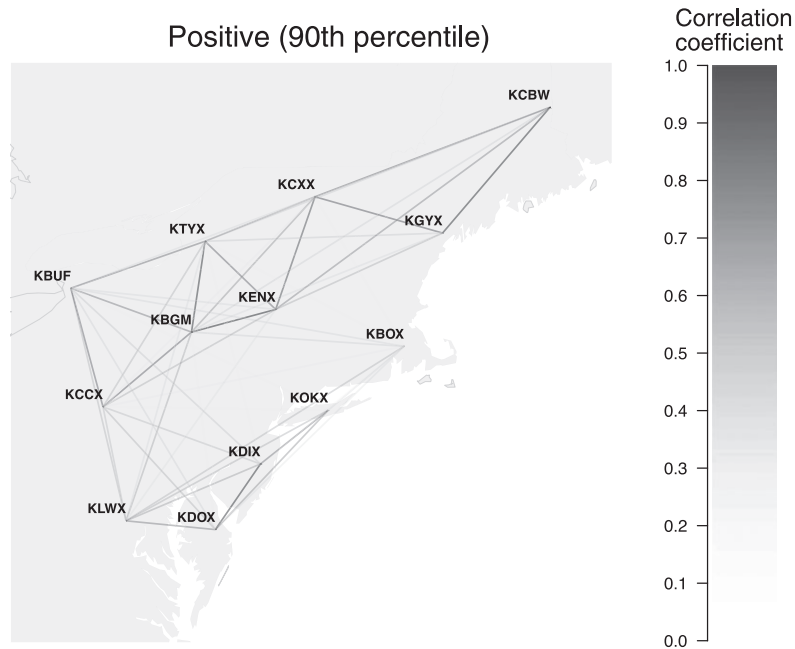 Positive (90th percentile)
Correlation
coefficient
1.0
0.9
0.8
0.7
0.6
0.5
0.4
0.3
0.2
0.1
0.0
KCBW
KCXX
KGYX
KTYX
KBUF
KENX
KBGM
KBOX
KCCX
KOKX
KDIX
KLWX
KDOX